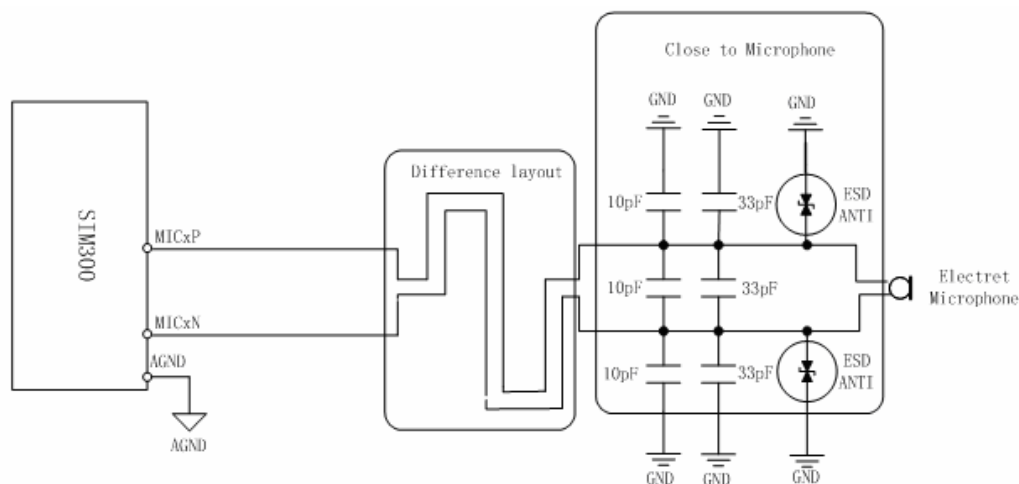 Close to Microphone
GND
GND
GND
Difference layout
10pF
33pF
ESD
ANTI
SIM300
MICxP
10pF
33pF
Electret
Microphone
MICxN
AGND
10pF
33pF
ESD
ANTI
AGND
GND
GND
GND